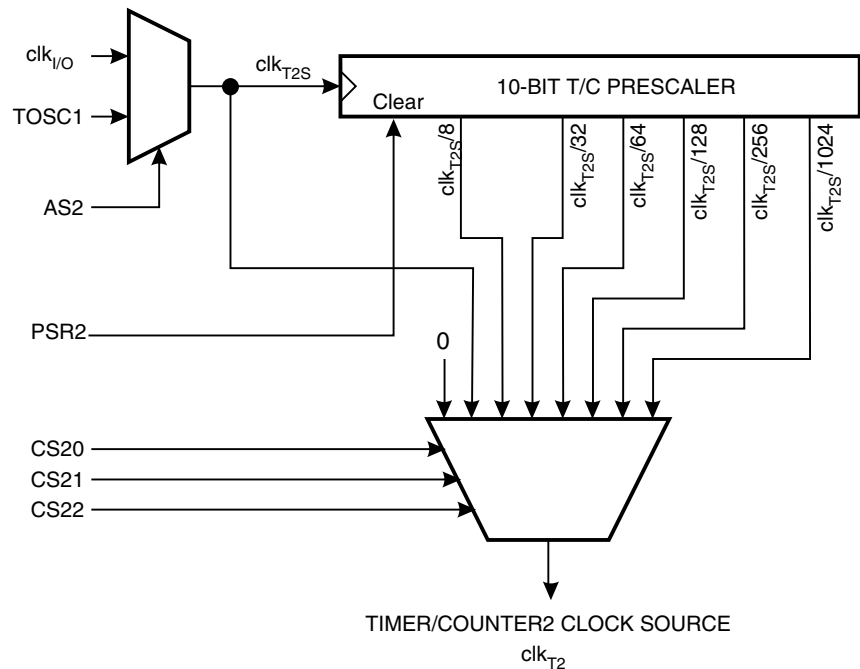 clkI/O
TOSC1
AS2
clkT2S
10-BIT T/C PRESCALER
Clear
clkT2S/8
clkT2S/32
clkT2S/64
clkT2S/128
clkT2S/256
clkT2S/1024
PSR2
0
CS20
CS21
CS22
TIMER/COUNTER2 CLOCK SOURCE
clkT2